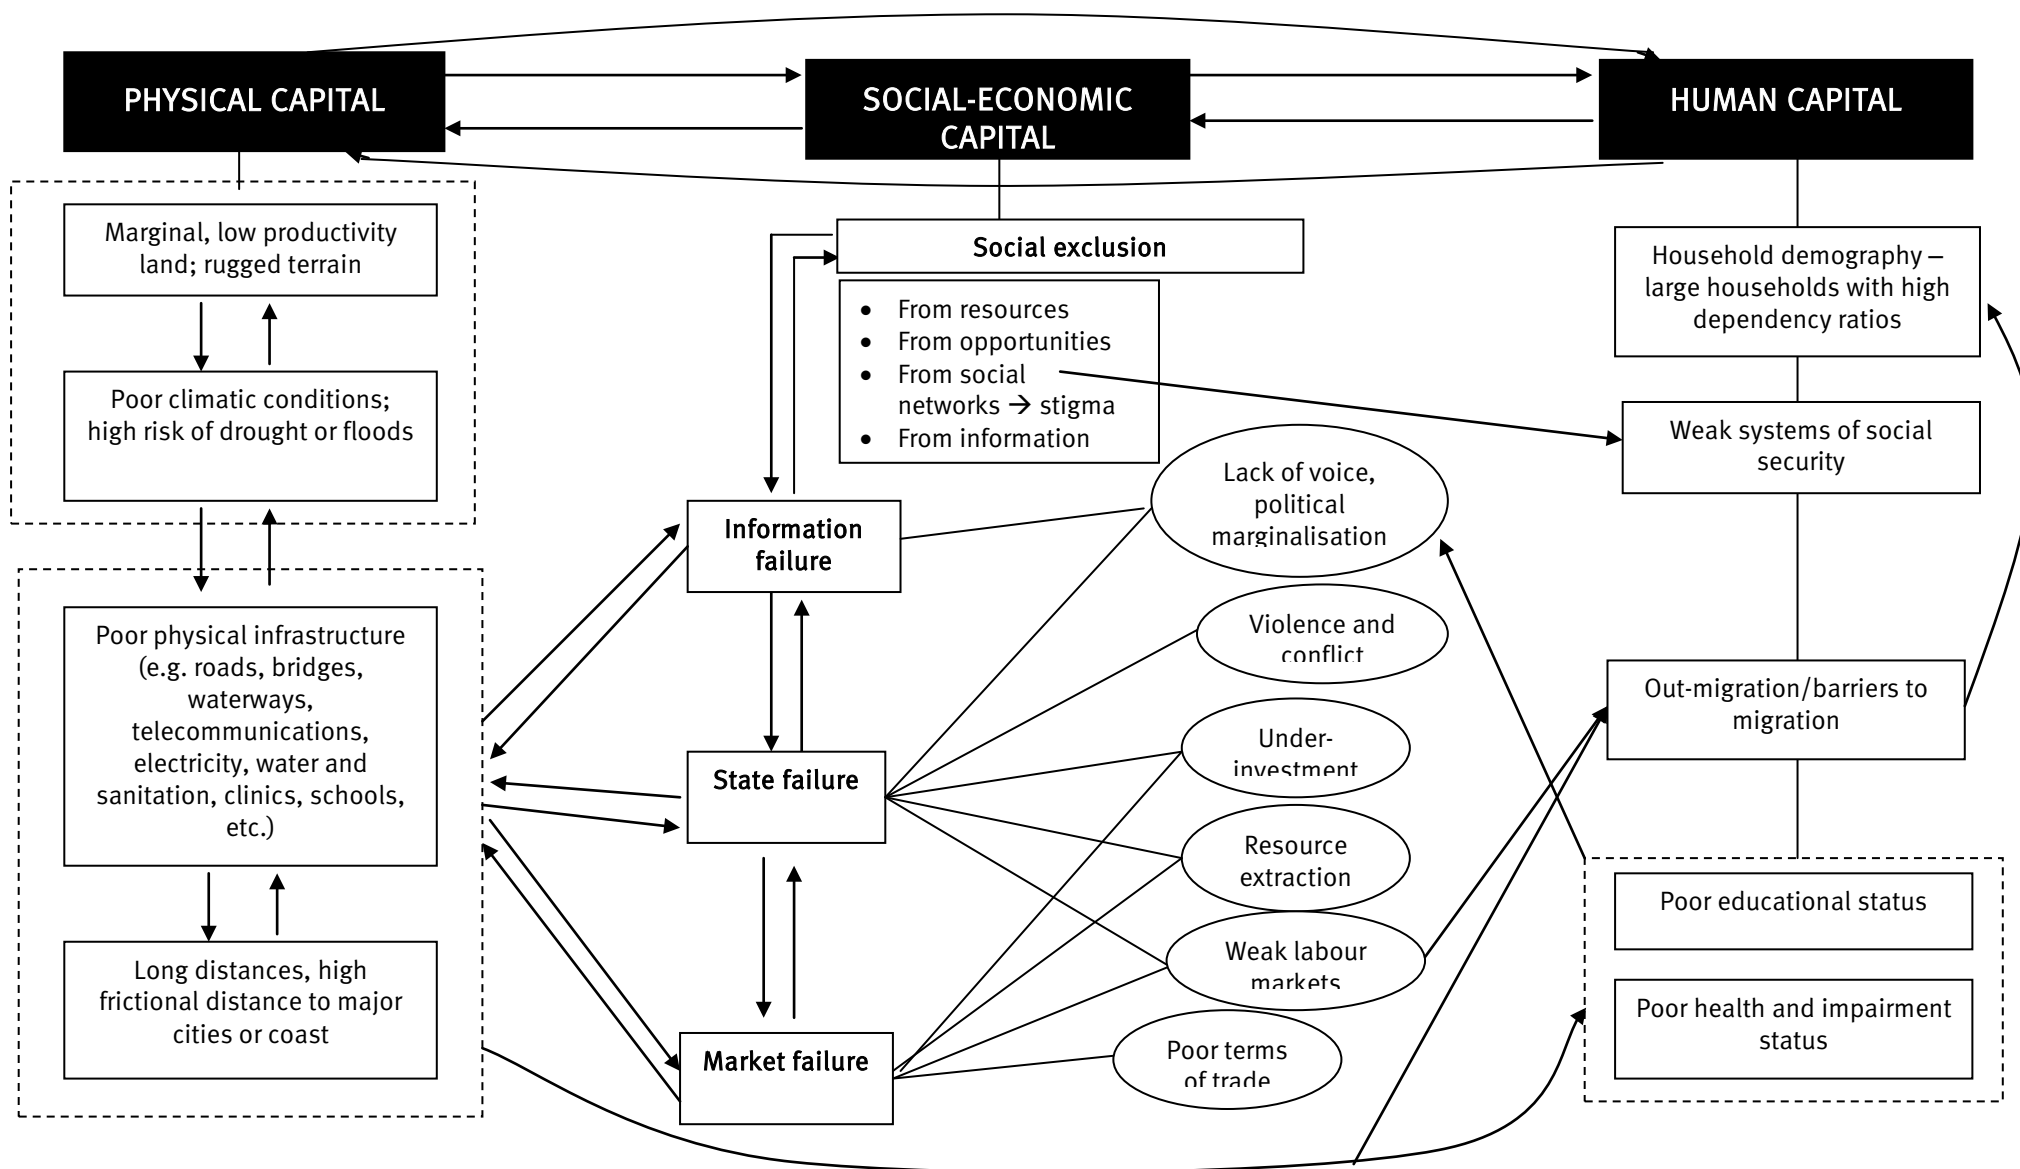 PHYSICAL CAPITAL
SOCIAL-ECONOMIC
CAPITAL
HUMAN CAPITAL
Marginal, low productivity
land; rugged terrain
Poor climatic conditions;
high risk of drought or floods
Poor physical infrastructure
(e.g. roads, bridges,
waterways,
telecommunications,
electricity, water and
sanitation, clinics, schools,
etc.)
Long distances, high
frictional distance to major
cities or coast
Social exclusion
• From resources
• From opportunities
• From social
networks → stigma
• From information
Information
failure
State failure
Market failure
Lack of voice,
political
marginalisation
Violence and
conflict
Under-
investment
Resource
extraction
Weak labour
markets
Poor terms
of trade
Household demography –
large households with high
dependency ratios
Weak systems of social
security
Out-migration/barriers to
migration
Poor educational status
Poor health and impairment
status